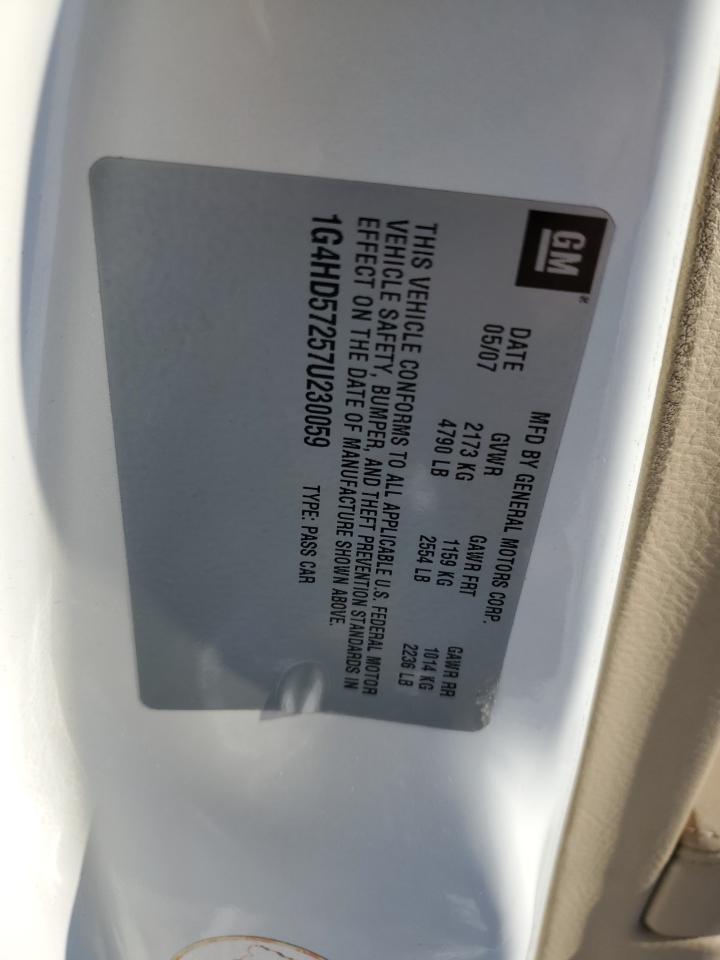 GM
MFD BY GENERAL MOTORS CORP.
DATE GVWR GAWR FRT GAWR RR
05/07 2173 KG 1159 KG 1014 KG
4790 LB 2554 LB 2236 LB
THIS VEHICLE CONFORMS TO ALL APPLICABLE U.S. FEDERAL MOTOR
VEHICLE SAFETY, BUMPER, AND THEFT PREVENTION STANDARDS IN
EFFECT ON THE DATE OF MANUFACTURE SHOWN ABOVE.
1G4HD57257U230059 TYPE: PASS CAR